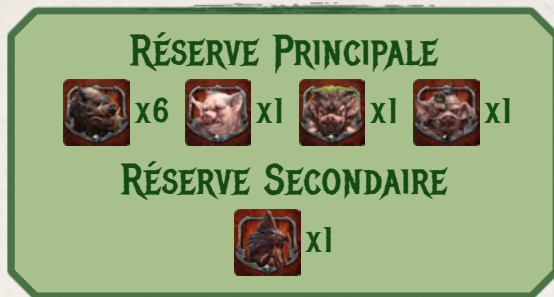 Réserve Principale
x6 x1 x1 x1
Réserve Secondaire
x1